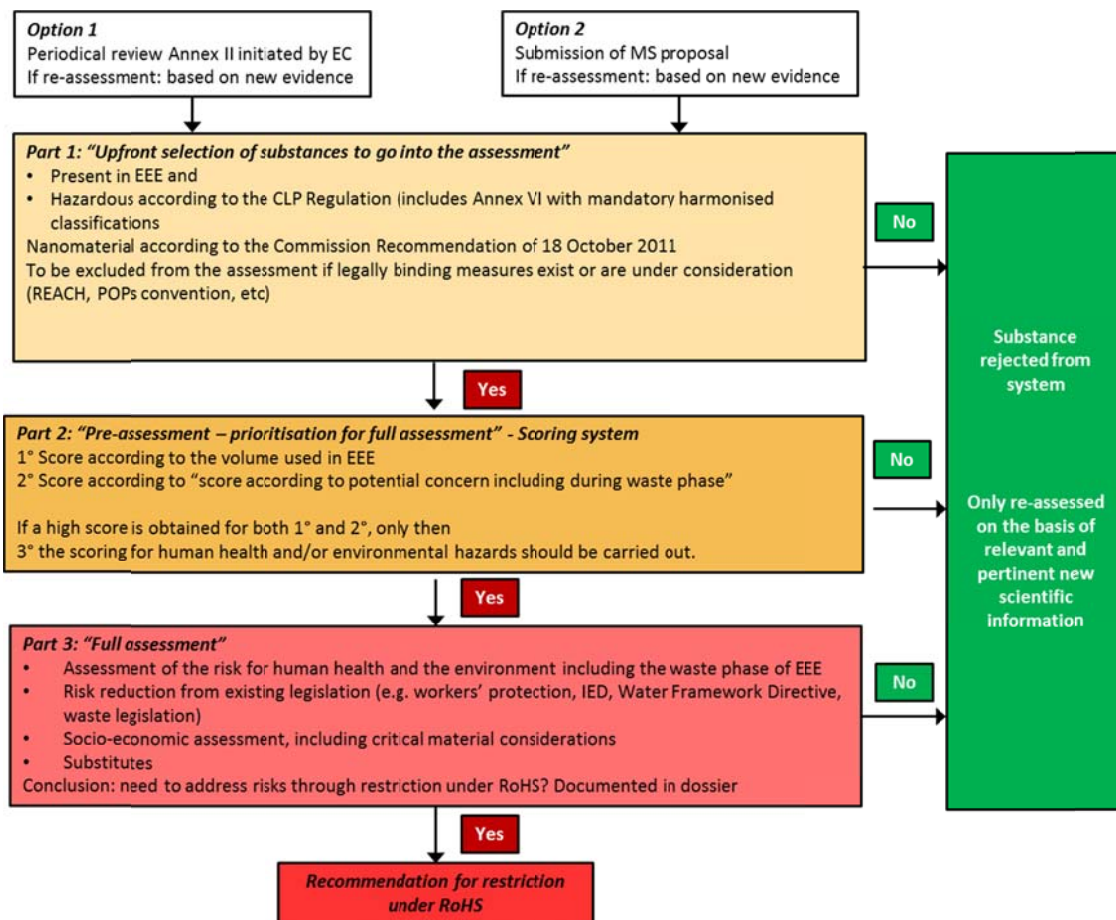 Option 1
Periodical review Annex II initiated by EC
If re-assessment: based on new evidence
Option 2
Submission of MS proposal
If re-assessment: based on new evidence
Part 1: “Upfront selection of substances to go into the assessment”
• Present in EEE and
• Hazardous according to the CLP Regulation (includes Annex VI with mandatory harmonised
classifications
Nanomaterial according to the Commission Recommendation of 18 October 2011
To be excluded from the assessment if legally binding measures exist or are under consideration
(REACH, POPs convention, etc)
No
Yes
Part 2: “Pre-assessment – prioritisation for full assessment” - Scoring system
1° Score according to the volume used in EEE
2° Score according to “score according to potential concern including during waste phase”
If a high score is obtained for both 1° and 2°, only then
3° the scoring for human health and/or environmental hazards should be carried out.
No
Yes
Part 3: “Full assessment”
• Assessment of the risk for human health and the environment including the waste phase of EEE
• Risk reduction from existing legislation (e.g. workers’ protection, IED, Water Framework Directive,
waste legislation)
• Socio-economic assessment, including critical material considerations
• Substitutes
Conclusion: need to address risks through restriction under RoHS? Documented in dossier
No
Yes
Recommendation for restriction
under RoHS
Substance
rejected from
system
Only re-assessed
on the basis of
relevant and
pertinent new
scientific
information